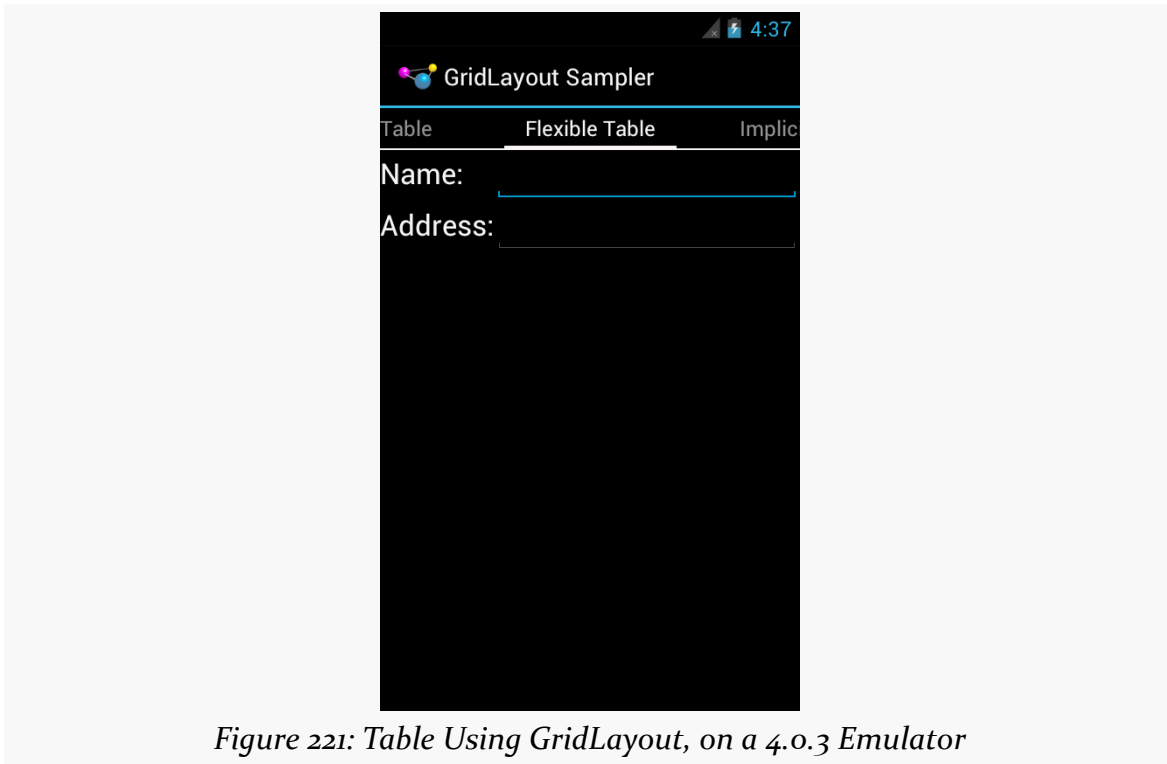 4:37
GridLayout Sampler
Table Flexible Table Implici
Name:
Address:
Figure 221: Table Using GridLayout, on a 4.0.3 Emulator